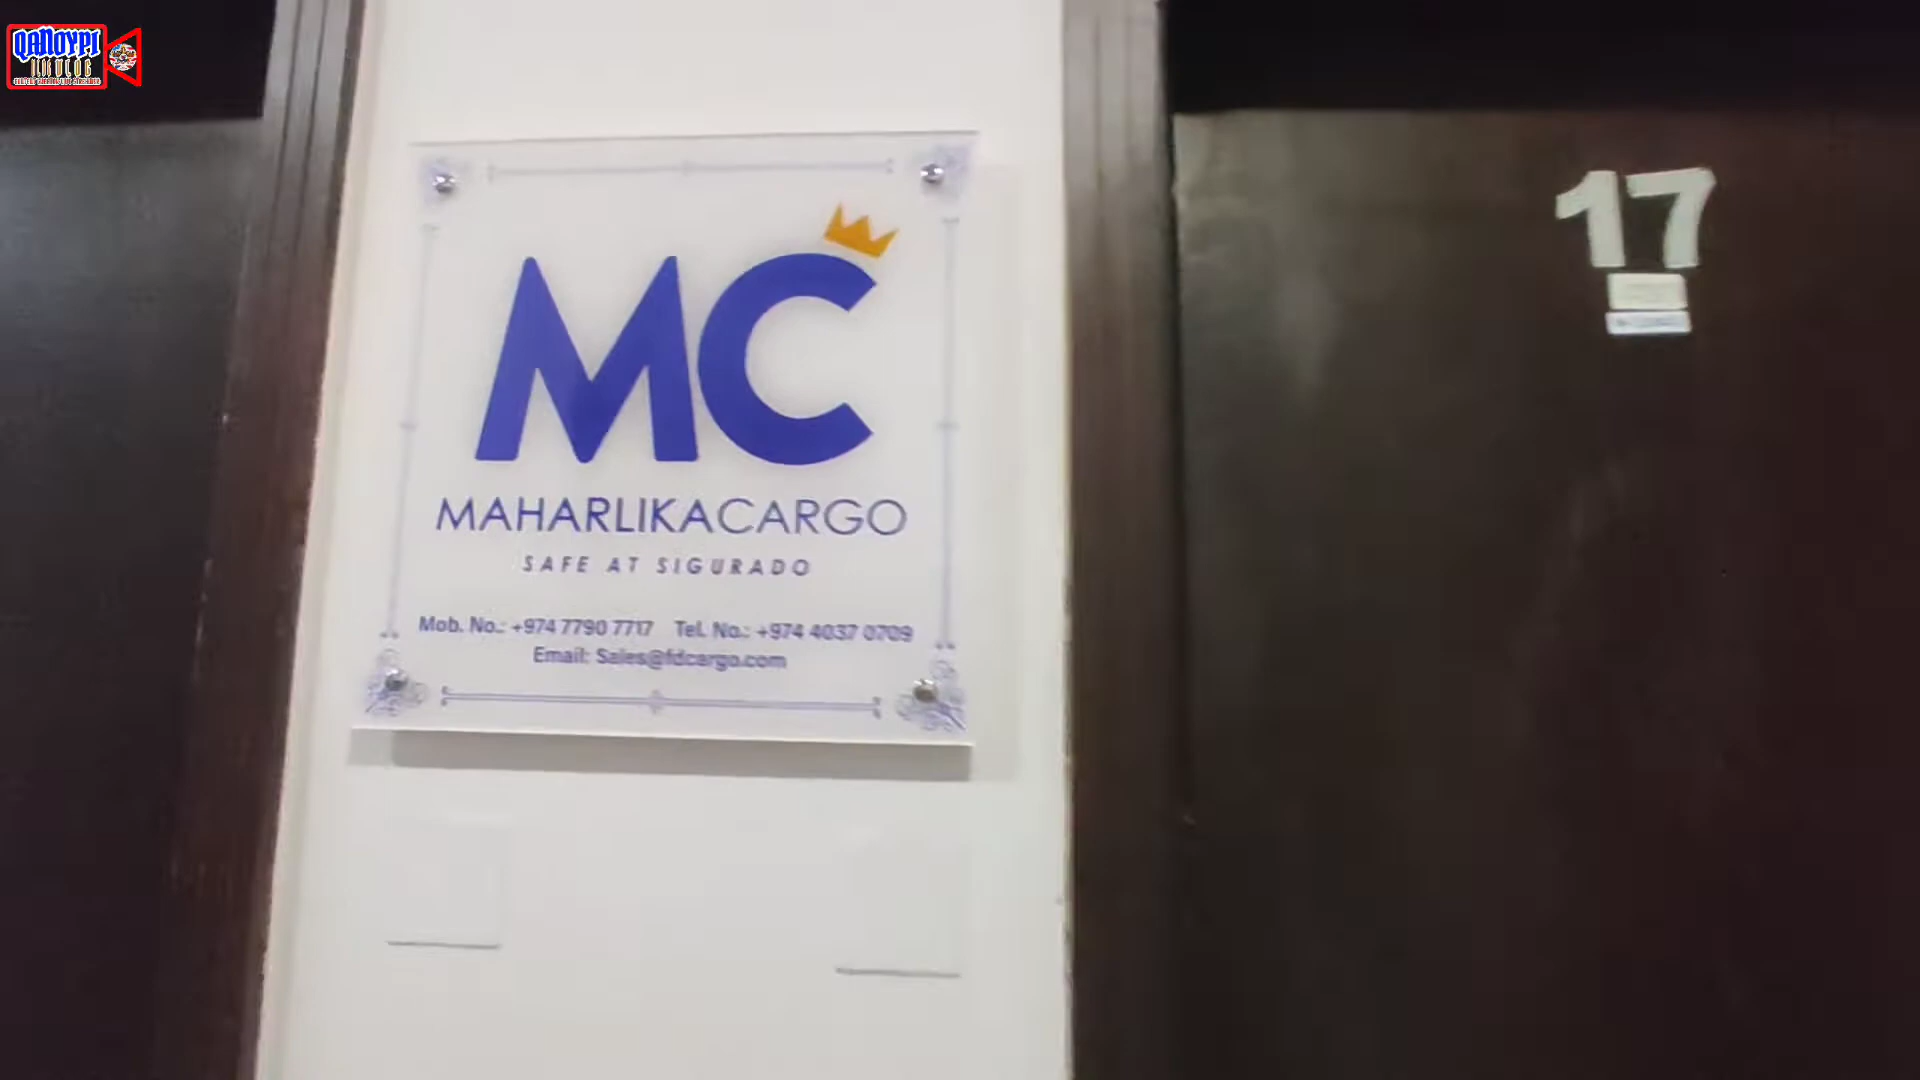 QANOYPI
MC
MAHARLIKACARGO
SAFE AT SIGURADO
Mob. No.: +974 7790 7717 Tel. No.: +974 4037 0709
Email: Sales@fdcargo.com
17